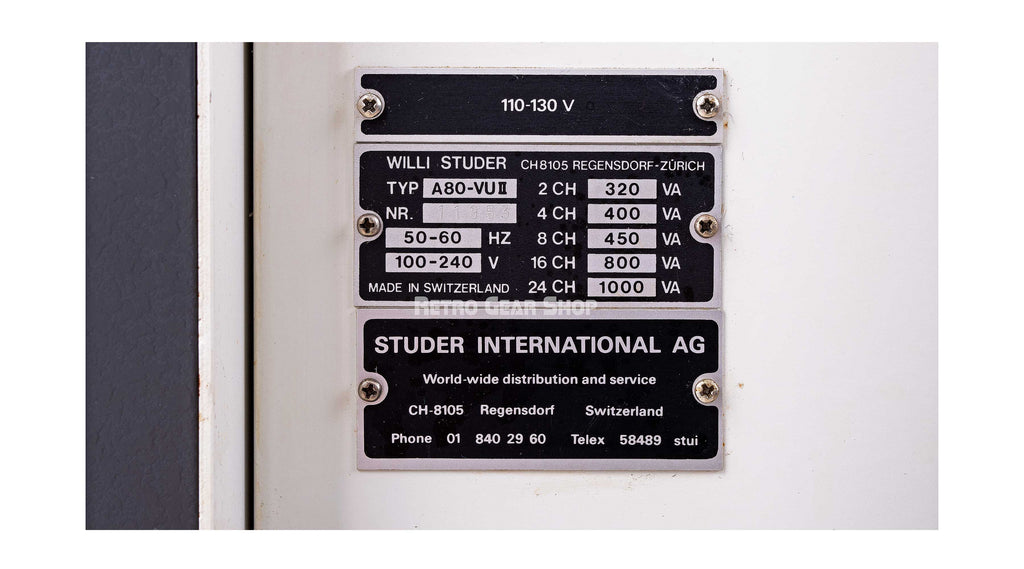 110-130 V
WILLI STUDER CH8105 REGENSDORF-ZÜRICH
TYP A80-VU II 2 CH 320 VA
NR. 4 CH 400 VA
50-60 HZ 8 CH 450 VA
100-240 V 16 CH 800 VA
MADE IN SWITZERLAND 24 CH 1000 VA
RETRO GEAR SHOP
STUDER INTERNATIONAL AG
World-wide distribution and service
CH-8105 Regensdorf Switzerland
Phone 01 840 29 60 Telex 58489 stui